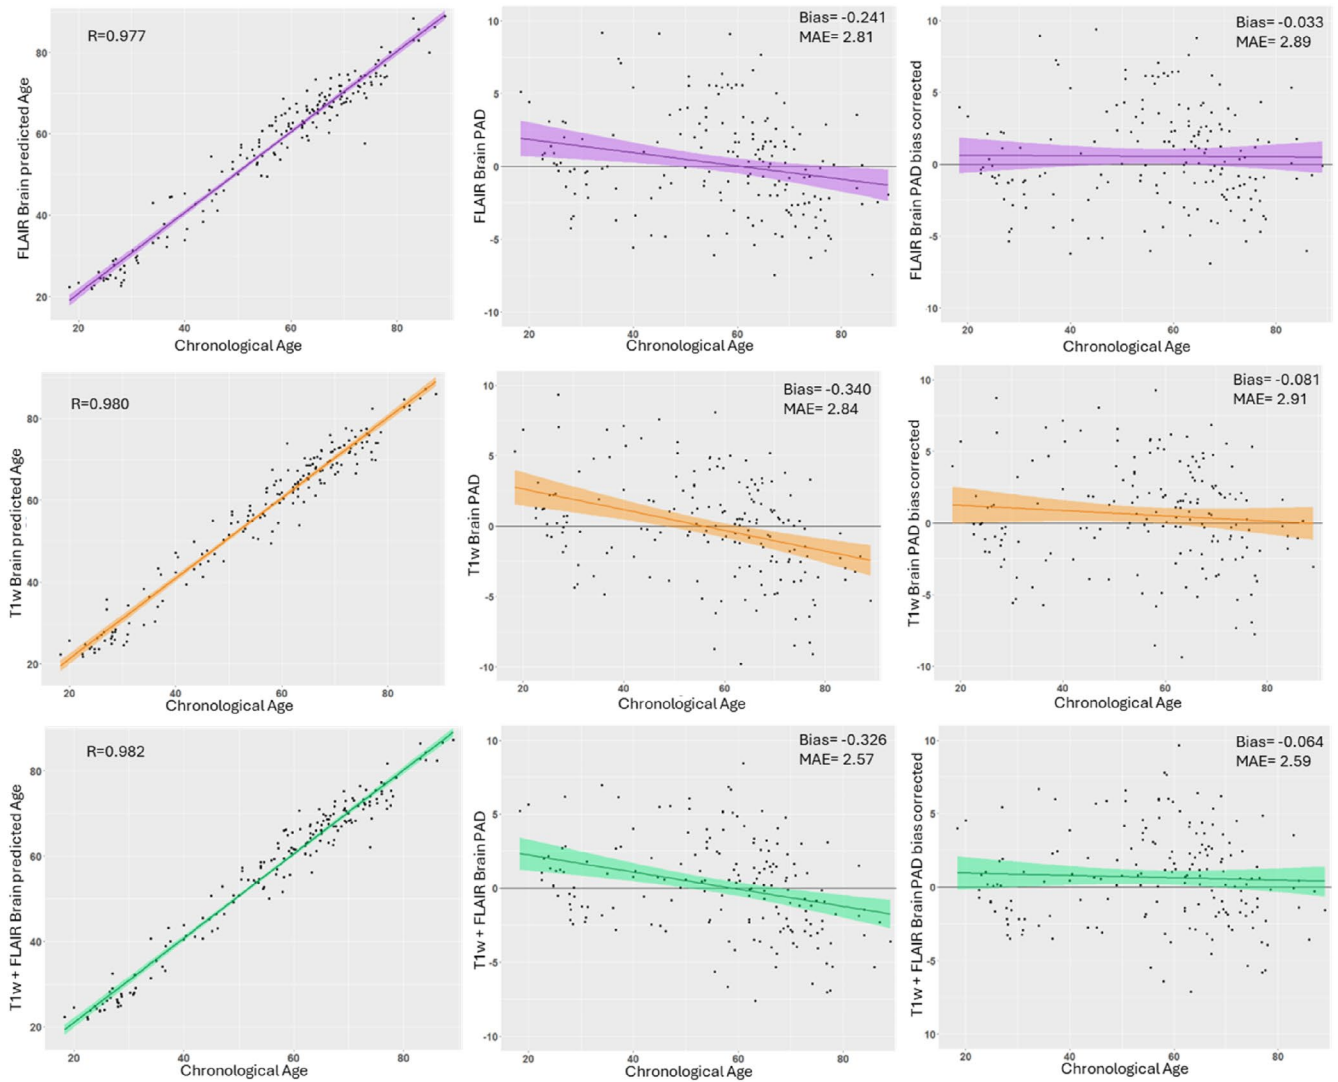 R=0.977
80
60
40
20
20 40 60 80
Chronological Age
FLAIR Brain predicted Age
Bias= -0.241
MAE= 2.81
10
5
0
-5
-10
20 40 60 80
Chronological Age
FLAIR Brain PAD
Bias= -0.033
MAE= 2.89
10
5
0
-5
10
20 40 60 80
Chronological Age
FLAIR Brain PAD bias corrected
R=0.980
80
60
40
20
20 40 60 80
Chronological Age
T1w Brain predicted Age
Bias= -0.340
MAE= 2.84
10
5
0
-5
-10
20 40 60 80
Chronological Age
T1w Brain PAD
Bias= -0.081
MAE= 2.91
10
5
0
-5
-10
20 40 60 80
Chronological Age
T1w Brain PAD bias corrected
R=0.982
80
60
40
20
20 40 60 80
Chronological Age
T1w + FLAIR Brain predicted Age
Bias= -0.326
MAE= 2.57
10
5
0
-5
-10
20 40 60 80
Chronological Age
T1w + FLAIR Brain PAD
Bias= -0.064
MAE= 2.59
10
5
0
-5
10
20 40 60 80
Chronological Age
T1w + FLAIR Brain PAD bias corrected